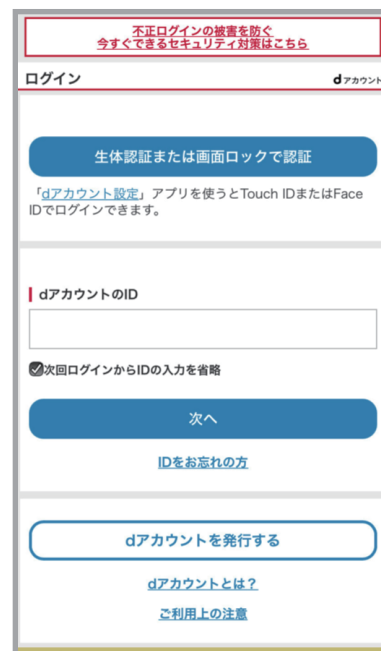 不正ログインの被害を防ぐ
今すぐできるセキュリティ対策はこちら
ログイン
dアカウント
生体認証または画面ロックで認証
「dアカウント設定」アプリを使うとTouch IDまたはFace
IDでログインできます。
dアカウントのID
次回ログインからIDの入力を省略
次へ
IDをお忘れの方
dアカウントを発行する
dアカウントとは？
ご利用上の注意